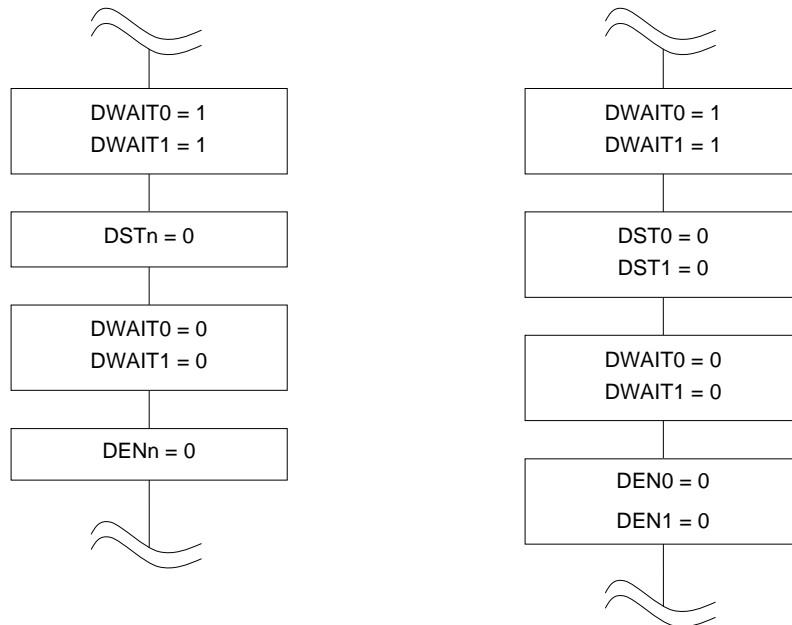 DWAIT0 = 1
DWAIT1 = 1
DSTn = 0
DWAIT0 = 0
DWAIT1 = 0
DENn = 0
DWAIT0 = 1
DWAIT1 = 1
DST0 = 0
DST1 = 0
DWAIT0 = 0
DWAIT1 = 0
DEN0 = 0
DEN1 = 0